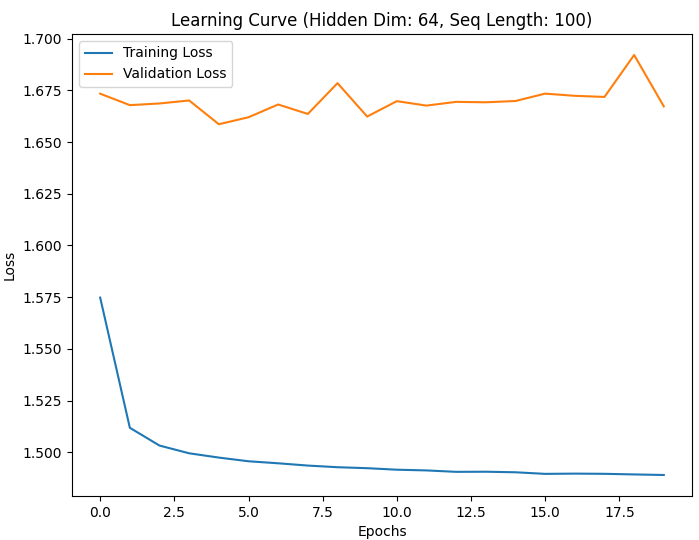 Learning Curve (Hidden Dim: 64, Seq Length: 100)
Training Loss
Validation Loss
1.700
1.675
1.650
1.625
1.600
1.575
1.550
1.525
1.500
Loss
0.0 2.5 5.0 7.5 10.0 12.5 15.0 17.5
Epochs